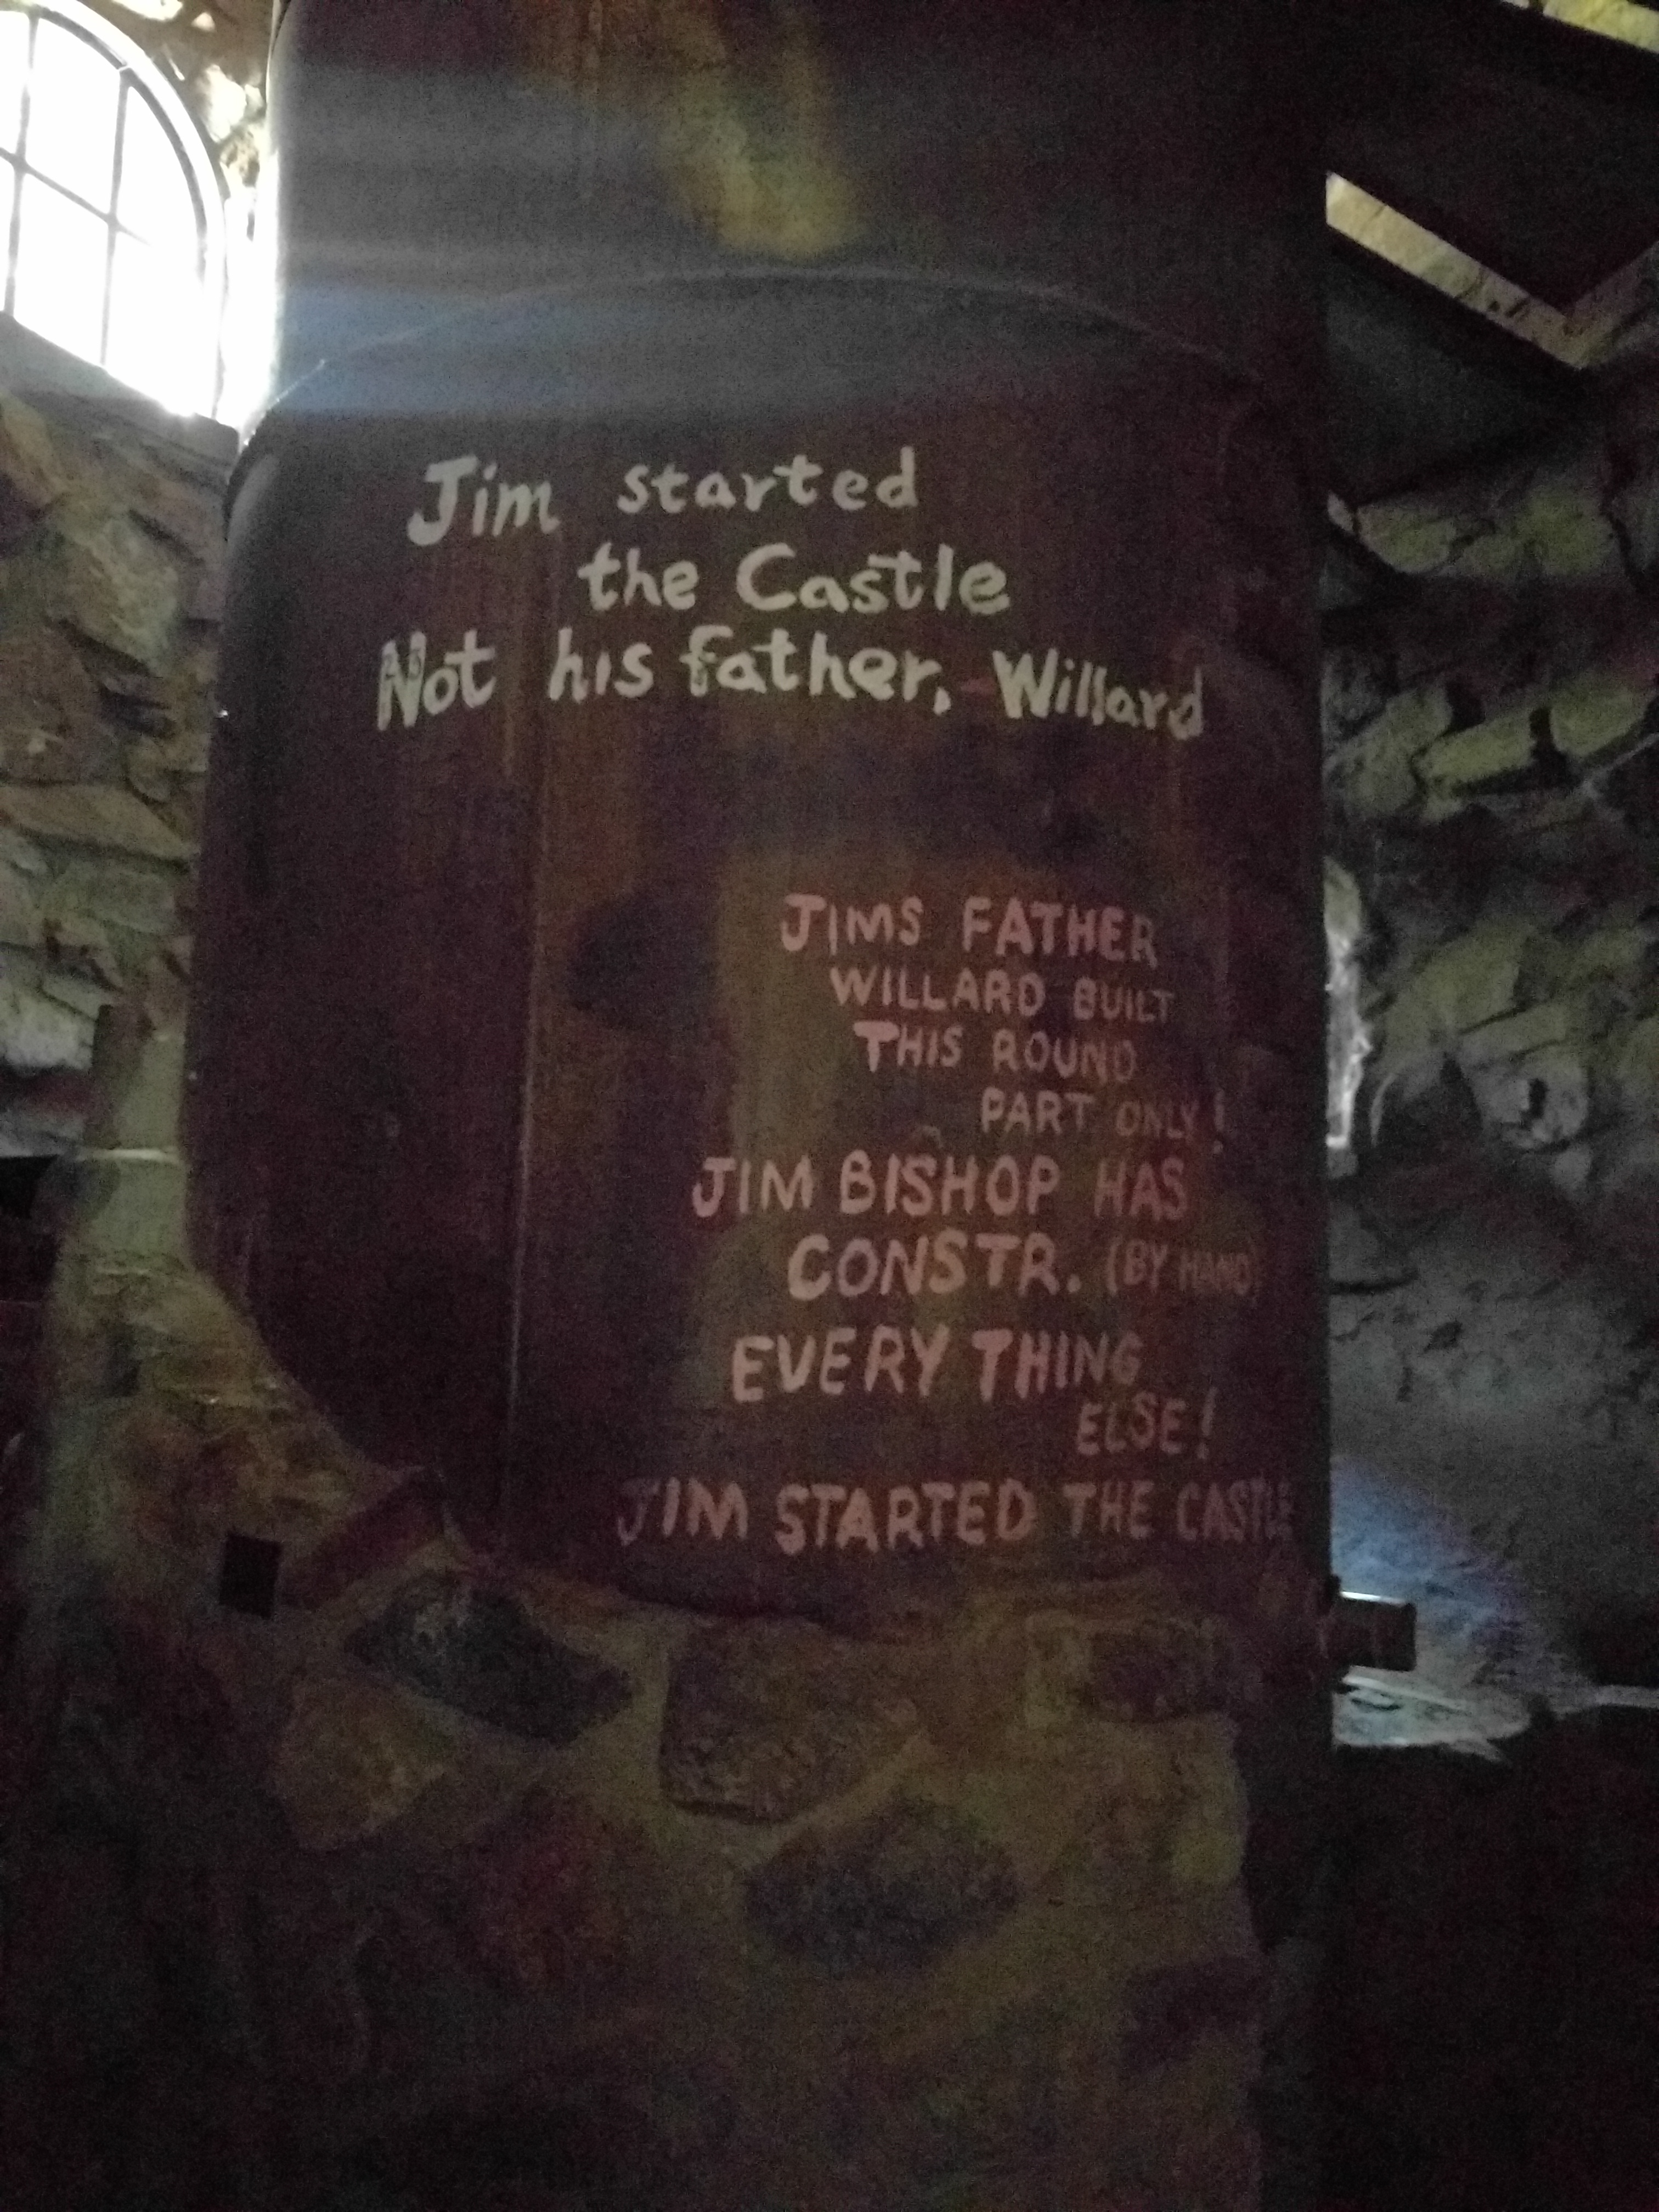 Jim started
the Castle
Not his father, Willard
JIMS FATHER
WILLARD BUILT
THIS ROUND
PART ONLY!
JIM BISHOP HAS
CONSTR. (BY HAND)
EVERY THING
ELSE!
JIM STARTED THE CASTLE